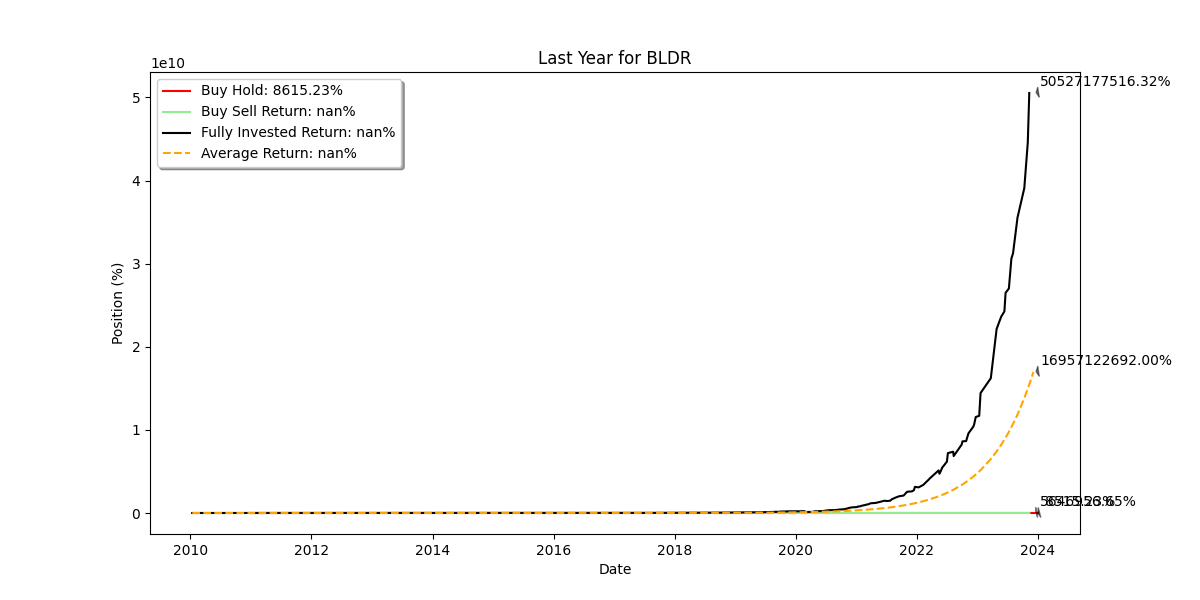 Last Year for BLDR
1e10
Buy Hold: 8615.23%
Buy Sell Return: nan%
Fully Invested Return: nan%
Average Return: nan%
50527177516.32%
16957122692.00%
5
4
3
2
1
0
Position (%)
2010
2012
2014
2016
2018
2020
2022
2024
Date